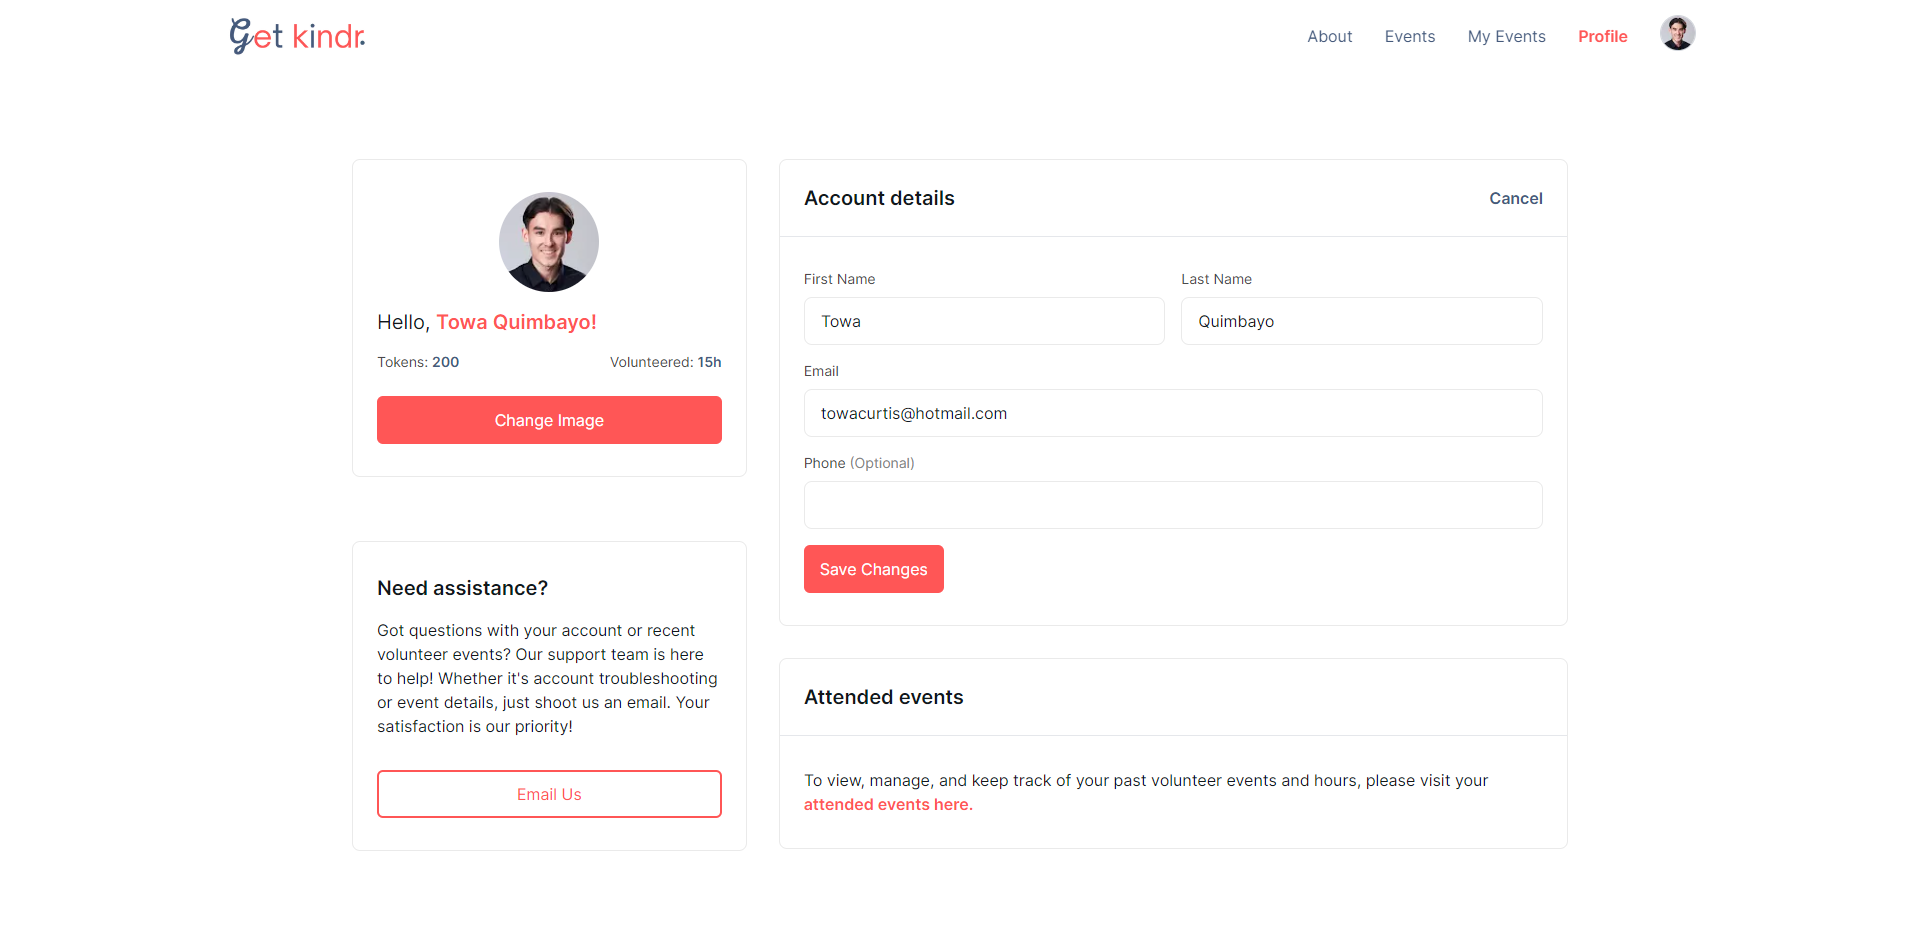 Get kindr.
About Events My Events Profile
Hello, Towa Quimbayo!
Tokens: 200 Volunteered: 15h
Change Image
Need assistance?
Got questions with your account or recent
volunteer events? Our support team is here
to help! Whether it's account troubleshooting
or event details, just shoot us an email. Your
satisfaction is our priority!
Email Us
Account details Cancel
First Name Last Name
Towa Quimbayo
Email
towacurtis@hotmail.com
Phone (Optional)
Save Changes
Attended events
To view, manage, and keep track of your past volunteer events and hours, please visit your
attended events here.